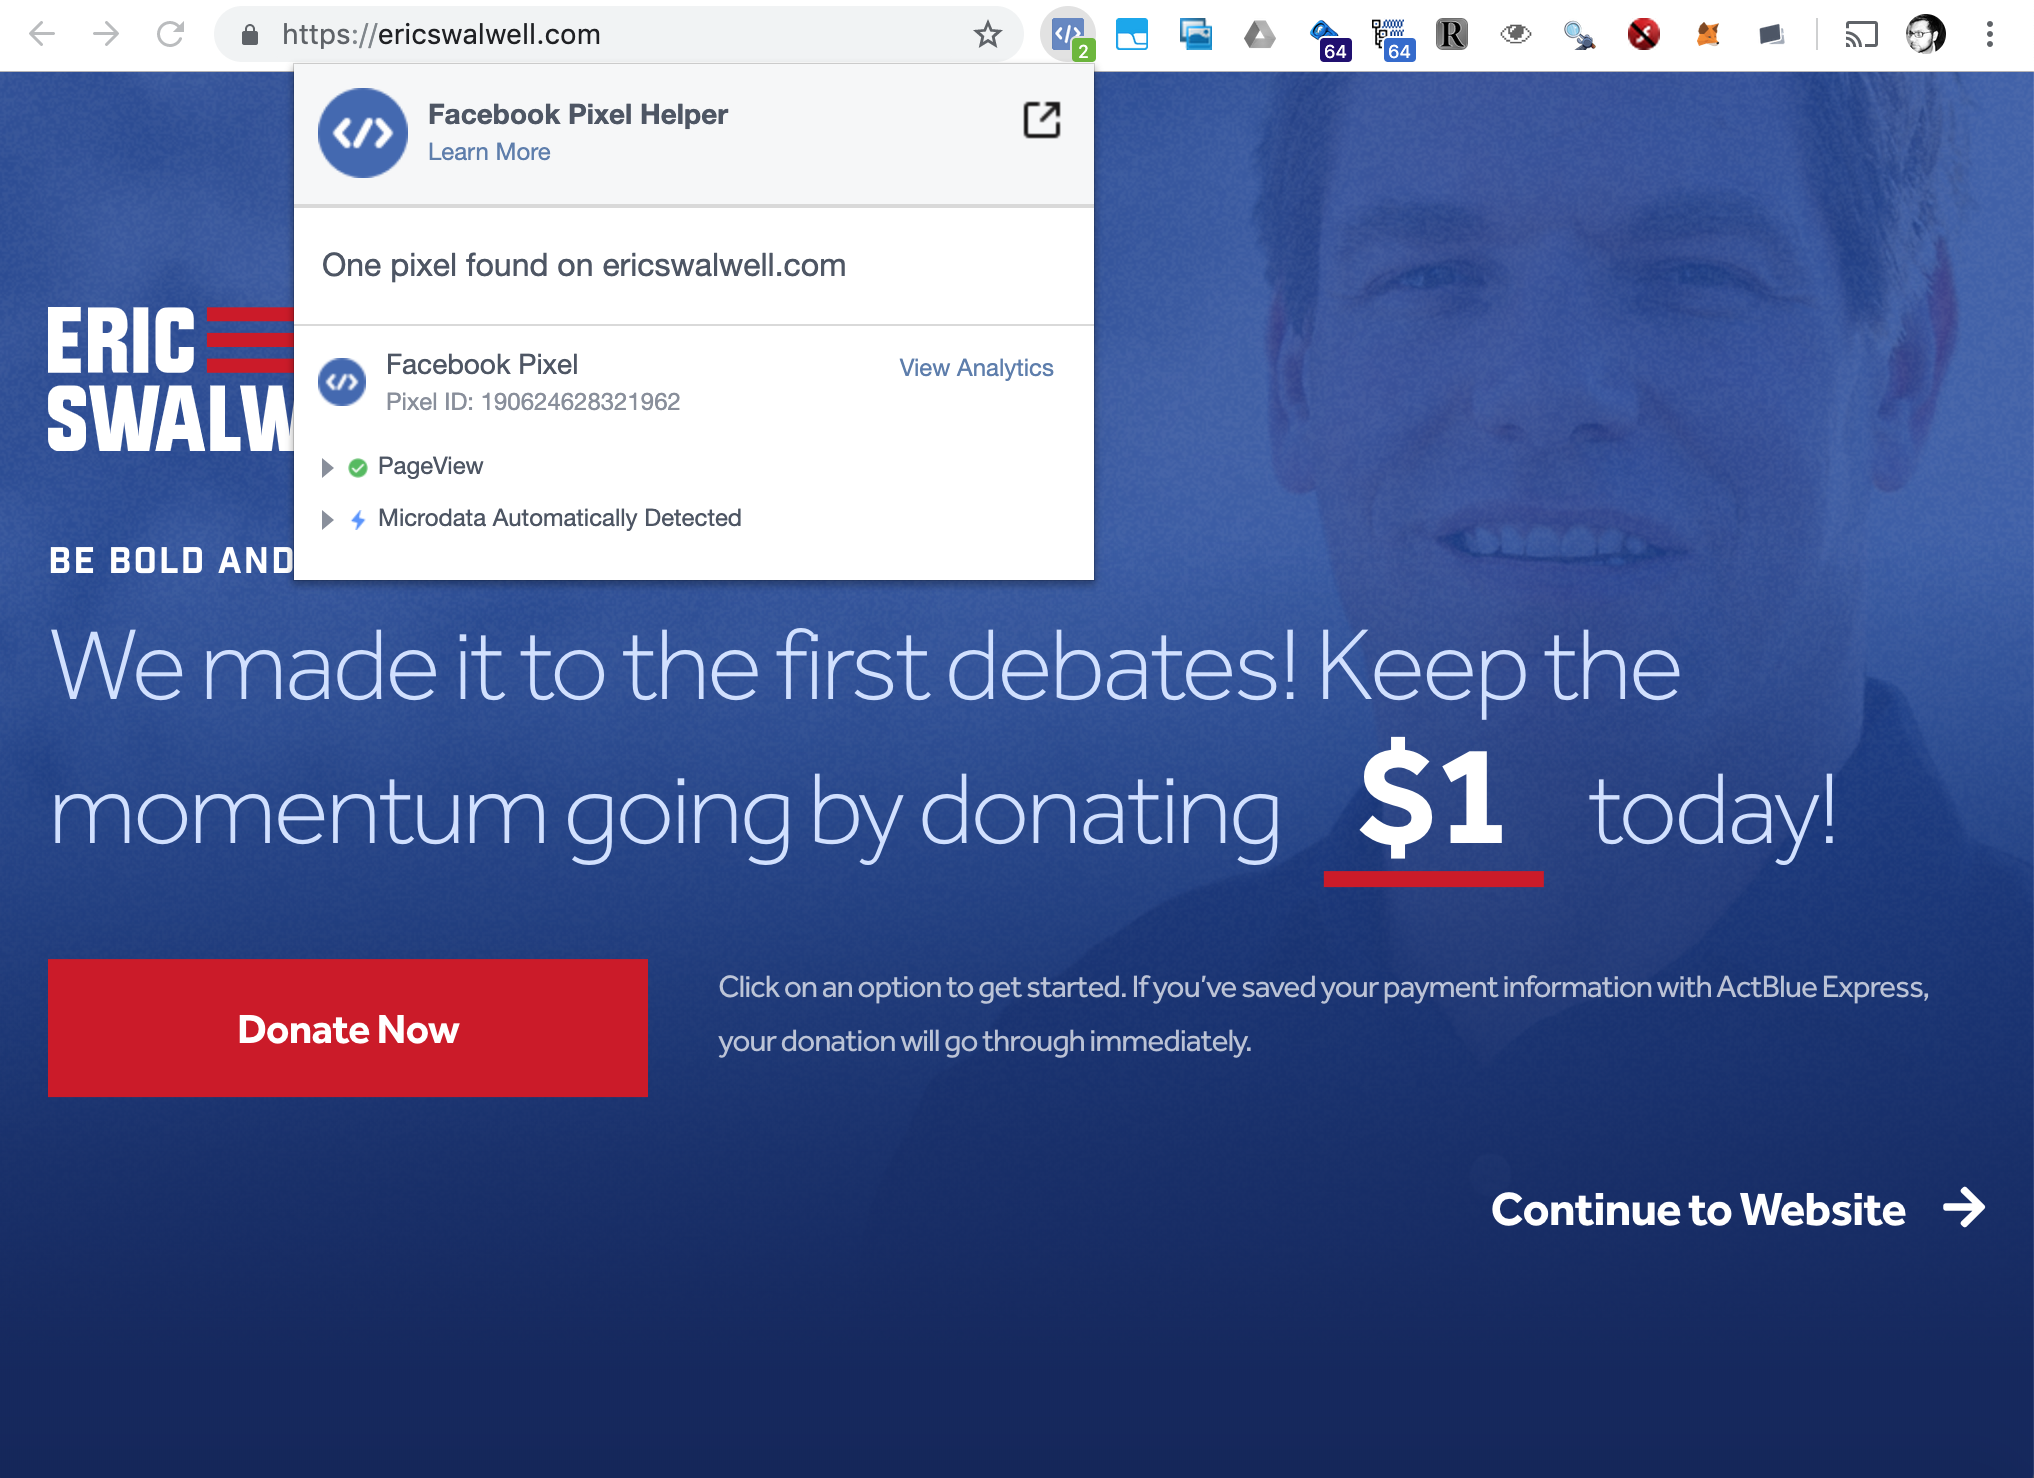 https://ericswalwell.com
2
64
64
R
Facebook Pixel Helper
Learn More
One pixel found on ericswalwell.com
Facebook Pixel
View Analytics
Pixel ID: 190624628321962
PageView
Microdata Automatically Detected
ERIC
SWALW
BE BOLD AND
We made it to the first debates! Keep the
momentum going by donating $1 today!
Donate Now
Click on an option to get started. If you've saved your payment information with ActBlue Express,
your donation will go through immediately.
Continue to Website